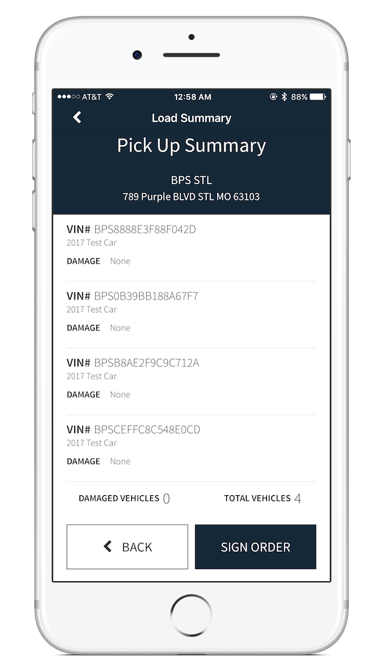 AT&T 12:58 AM 88%
Load Summary
Pick Up Summary
BPS STL
789 Purple BLVD STL MO 63103
VIN# BPS8888E3F88F042D
2017 Test Car
DAMAGE None
VIN# BPS0B39BB188A67F7
2017 Test Car
DAMAGE None
VIN# BPSB8AE2F9C9C712A
2017 Test Car
DAMAGE None
VIN# BPSCEFFC8C548E0CD
2017 Test Car
DAMAGE None
DAMAGED VEHICLES 0 TOTAL VEHICLES 4
BACK SIGN ORDER